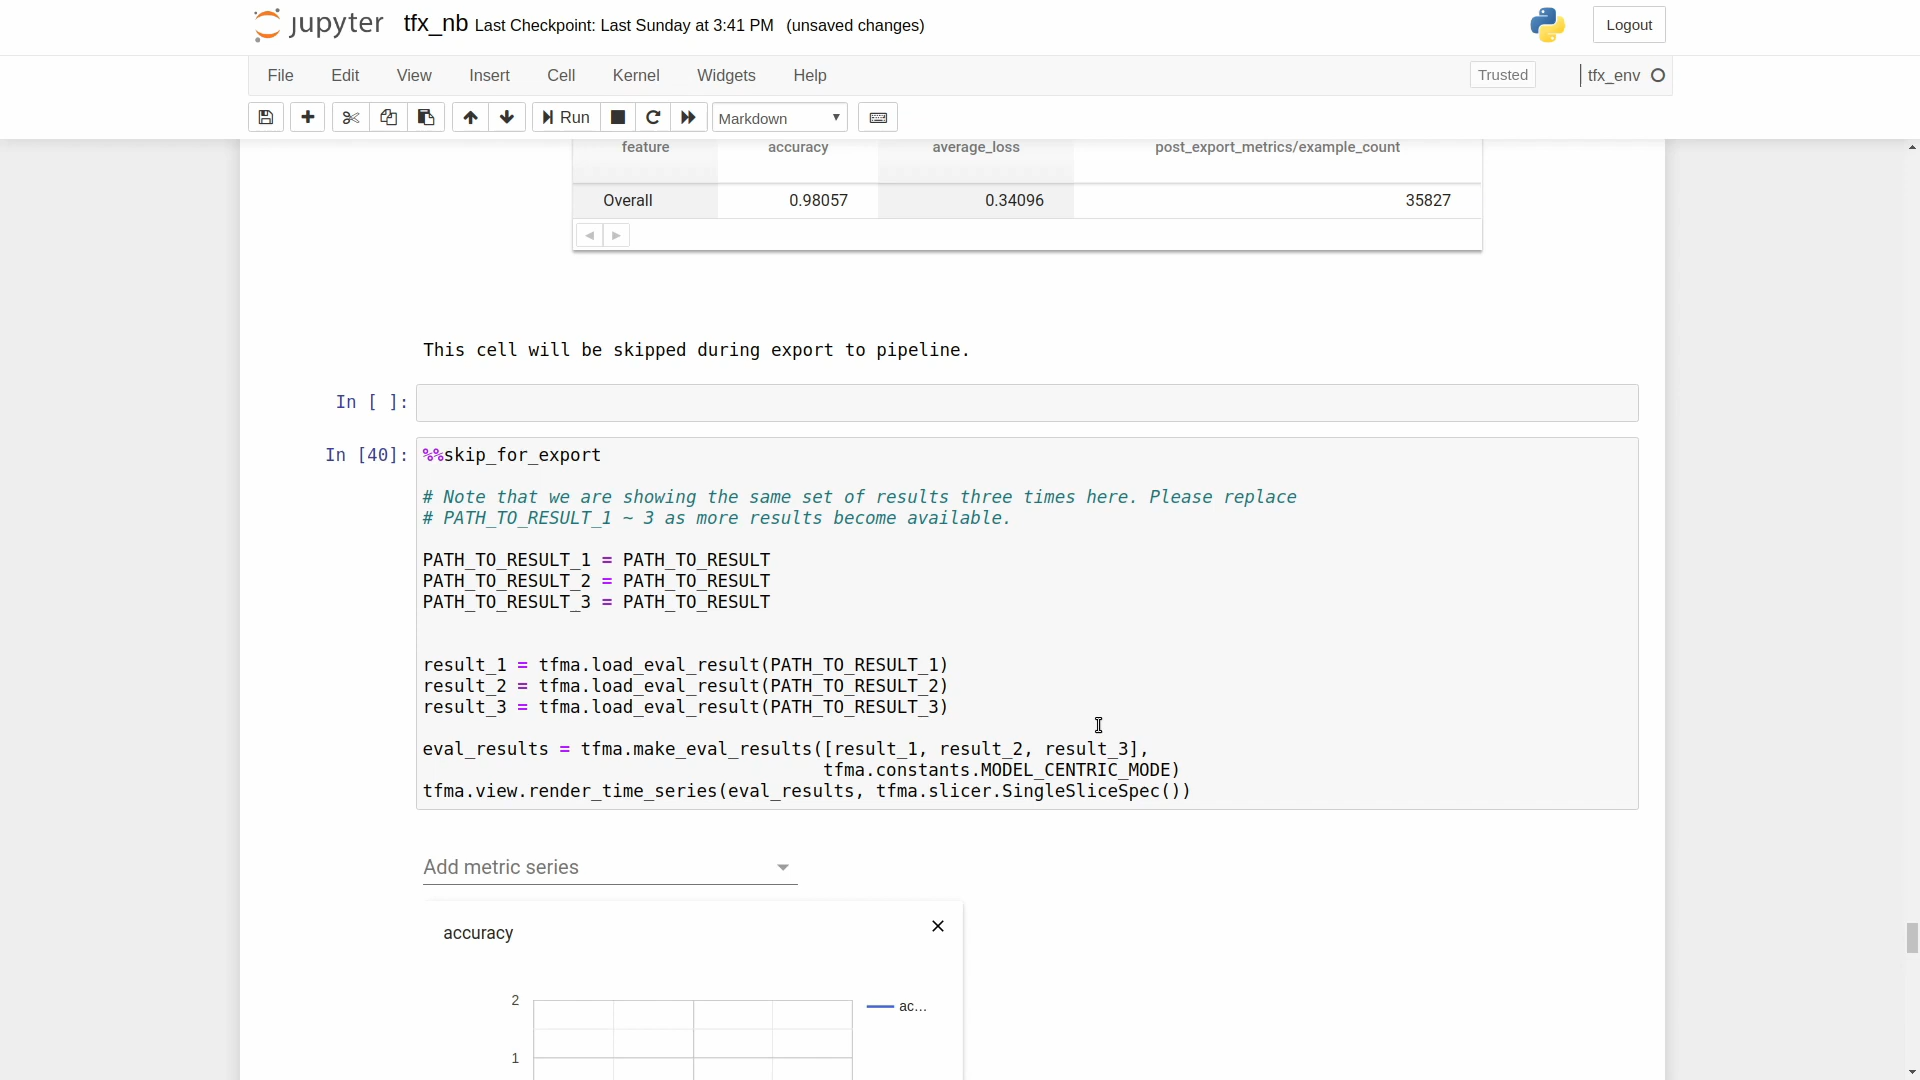 jupyter tfx_nb Last Checkpoint: Last Sunday at 3:41 PM (unsaved changes) Logout
File Edit View Insert Cell Kernel Widgets Help Trusted tfx_env
Run Markdown
feature accuracy average_loss post_export_metrics/example_count
Overall 0.98057 0.34096 35827
This cell will be skipped during export to pipeline.
In [ ]:
In [40]: %%skip_for_export
# Note that we are showing the same set of results three times here. Please replace
# PATH_TO_RESULT_1 ~ 3 as more results become available.
PATH_TO_RESULT_1 = PATH_TO_RESULT
PATH_TO_RESULT_2 = PATH_TO_RESULT
PATH_TO_RESULT_3 = PATH_TO_RESULT
result_1 = tfma.load_eval_result(PATH_TO_RESULT_1)
result_2 = tfma.load_eval_result(PATH_TO_RESULT_2)
result_3 = tfma.load_eval_result(PATH_TO_RESULT_3)
eval_results = tfma.make_eval_results([result_1, result_2, result_3],
tfma.constants.MODEL_CENTRIC_MODE)
tfma.view.render_time_series(eval_results, tfma.slicer.SingleSliceSpec())
Add metric series
accuracy
2
ac...
1